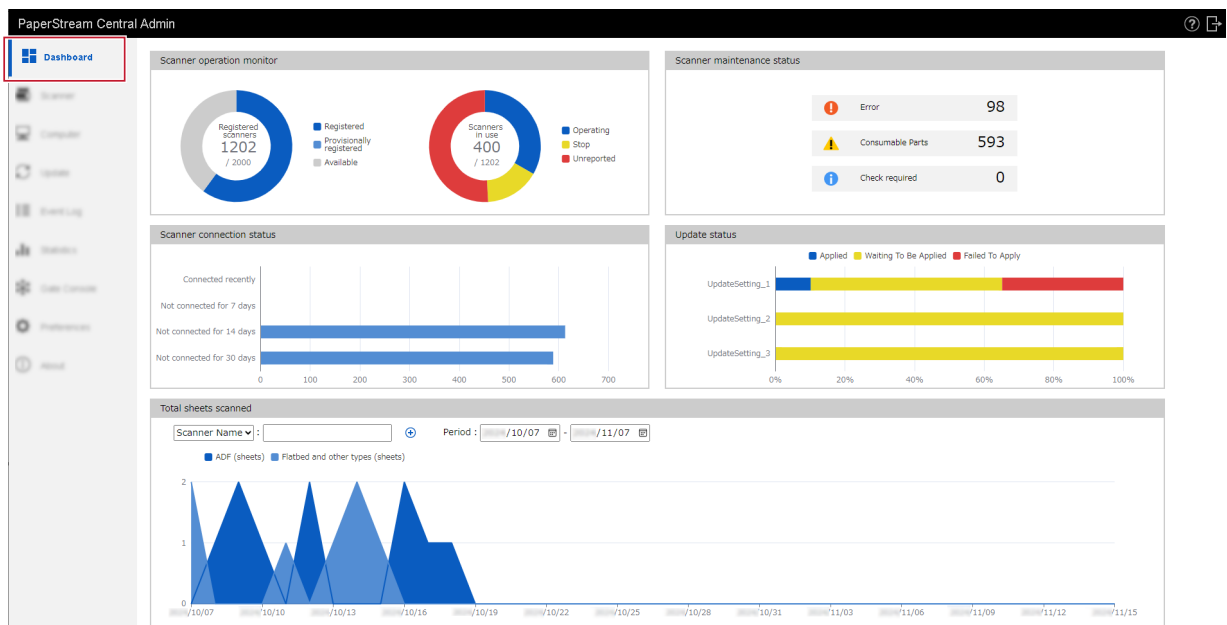 PaperStream Central Admin
Dashboard
Scanner operation monitor
Registered
scanners
1202
/ 2000
Registered
Provisionally
registered
Available
Scanners
in use
400
/ 1202
Operating
Stop
Unreported
Scanner maintenance status
Error 98
Consumable Parts 593
Check required 0
Scanner connection status
Connected recently
Not connected for 7 days
Not connected for 14 days
Not connected for 30 days
0 100 200 300 400 500 600 700
Update status
Applied Waiting To Be Applied Failed To Apply
UpdateSetting_1
UpdateSetting_2
UpdateSetting_3
0% 20% 40% 60% 80% 100%
Total sheets scanned
Scanner Name : Period : /10/07 - /11/07
ADF (sheets) Flatbed and other types (sheets)
2
1
0
/10/07 /10/10 /10/13 /10/16 /10/19 /10/22 /10/25 /10/28 /10/31 /11/03 /11/06 /11/09 /11/12 /11/15